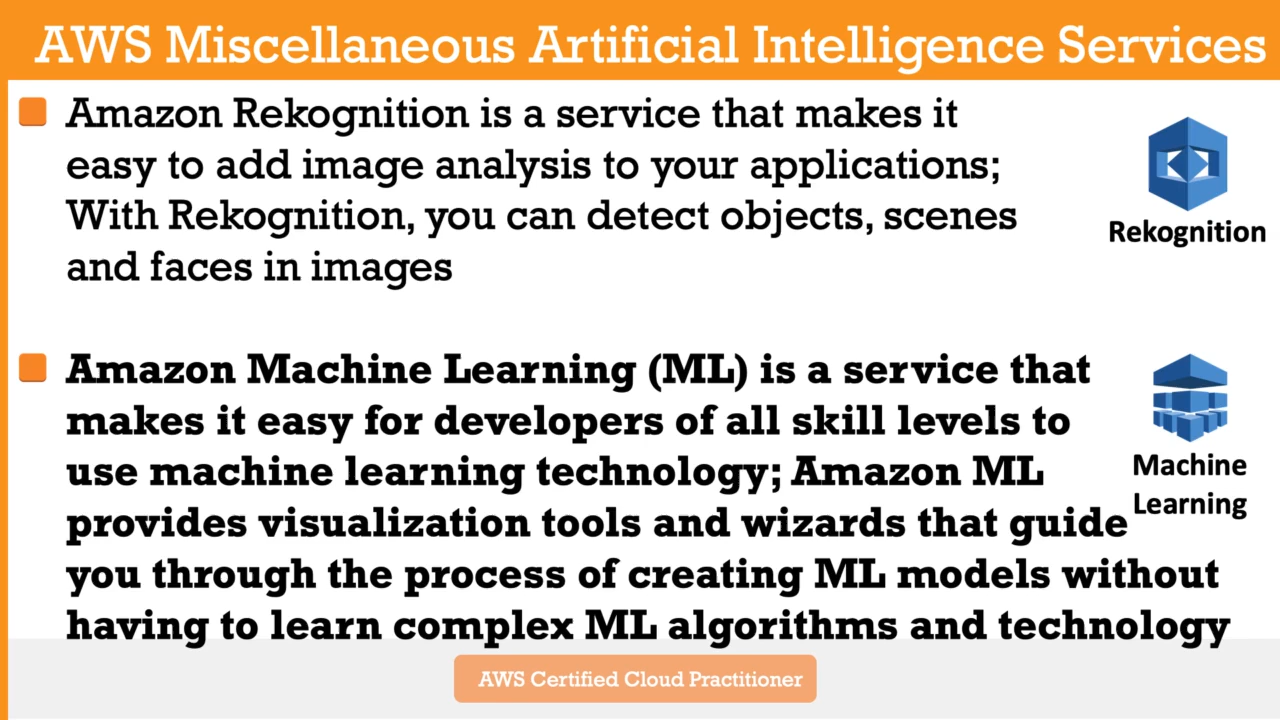 AWS Miscellaneous Artificial Intelligence Services
Amazon Rekognition is a service that makes it
easy to add image analysis to your applications;
With Rekognition, you can detect objects, scenes
and faces in images
Rekognition
Amazon Machine Learning (ML) is a service that
makes it easy for developers of all skill levels to
use machine learning technology; Amazon ML
provides visualization tools and wizards that guide
you through the process of creating ML models without
having to learn complex ML algorithms and technology
Machine
Learning
AWS Certified Cloud Practitioner